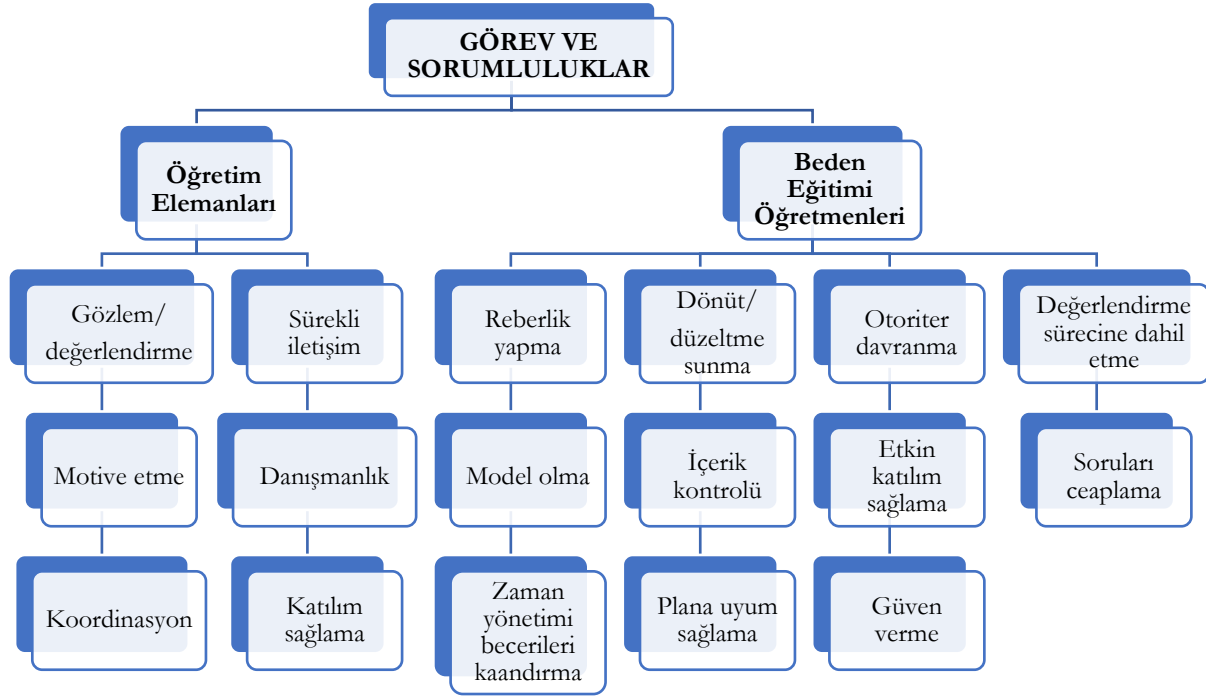 GÖREV VE
SORUMLULUKLAR
Öğretim
Elemanları
Beden
Eğitimi
Öğretmenleri
Gözlem/
değerlendirme
Sürekli
iletişim
Reberlik
yapma
Dönüt/
düzeltme
sunma
Otoriter
davranma
Değerlendirme
sürecine dahil
etme
Motive etme
Danışmanlık
Model olma
İçerik
kontrolü
Etkin
katılım
sağlama
Soruları
ceaplama
Koordinasyon
Katılım
sağlama
Zaman
yönetimi
becerileri
kaandırma
Plana uyum
sağlama
Güven
verme